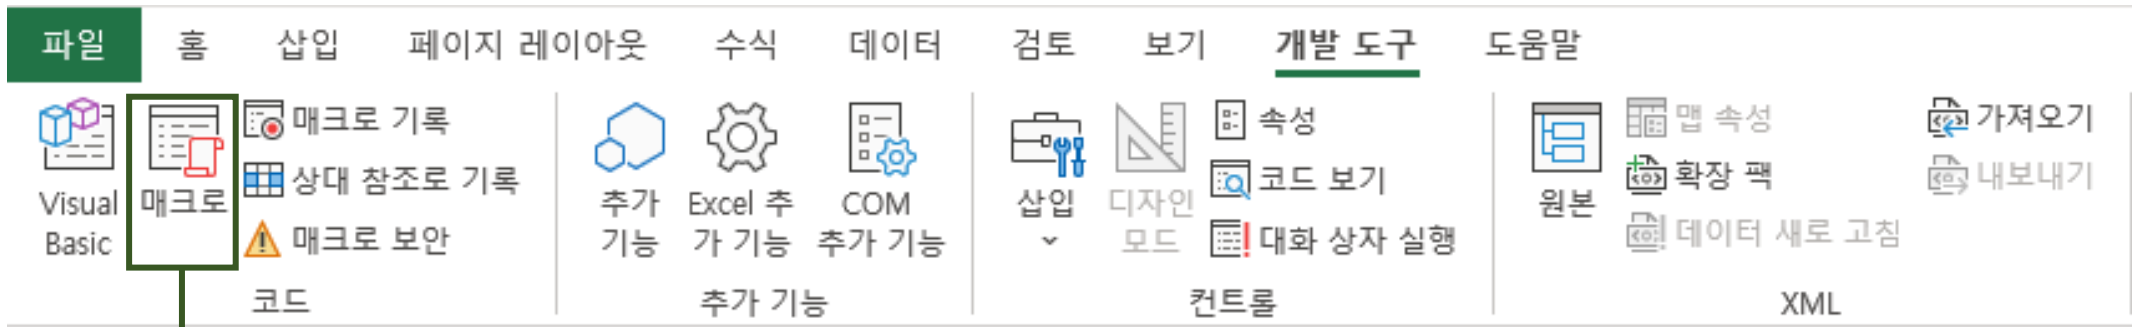 파일 홈 삽입 페이지 레이아웃 수식 데이터 검토 보기 개발 도구 도움말
Visual
Basic
매크로
매크로 기록
상대 참조로 기록
매크로 보안
코드
추가
기능
Excel 추
가 기능
COM
추가 기능
추가 기능
삽입
디자인
모드
속성
코드 보기
대화 상자 실행
컨트롤
원본
맵 속성
확장 팩
데이터 새로 고침
가져오기
내보내기
XML